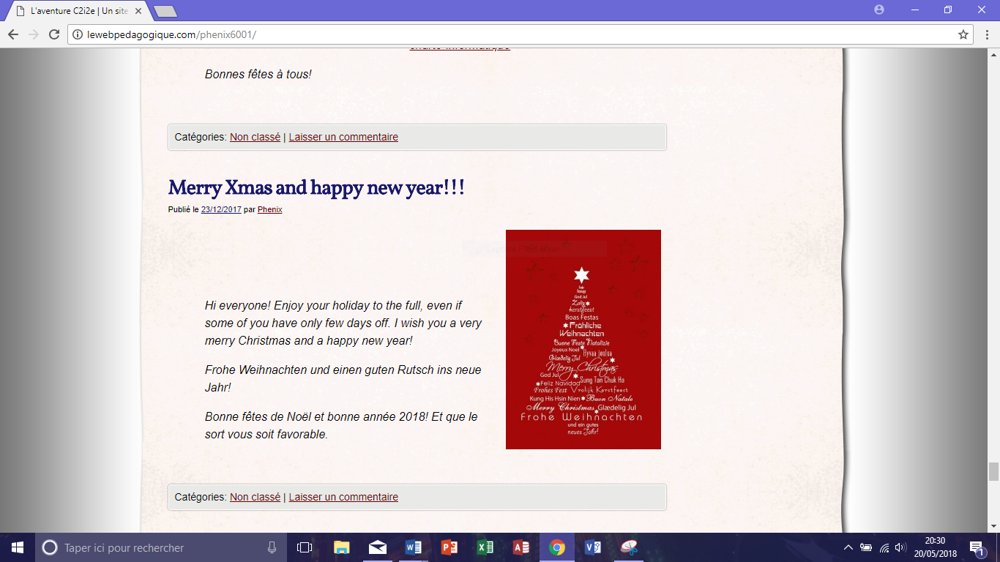 L'aventure C2i2e | Un site
lewebpedagogique.com/phenix6001/
charte informatique
Bonnes fêtes à tous!
Catégories: Non classé | Laisser un commentaire
Merry Xmas and happy new year!!!
Publié le 23/12/2017 par Phenix
Hi everyone! Enjoy your holiday to the full, even if
some of you have only few days off. I wish you a very
merry Christmas and a happy new year!
Frohe Weihnachten und einen guten Rutsch ins neue
Jahr!
Bonne fêtes de Noël et bonne année 2018! Et que le
sort vous soit favorable.
God Jul
Zalig
kerstfeest
Boas Festas
Fröhliche
Weihnachten
Buone Feste Natalizie
Joyeux Noel Hyvaa joulua
Glædelig Jul
Merry Christmas
God Jul Sung Tan Chuk Ha
Feliz Navidad
Frohes Fest Vrolijk Kerstfeest
Kung His Hsin Nien Buon Natale
Merry Christmas Glædelig Jul
Frohe Weihnachten
und ein gutes
neues Jahr!
Catégories: Non classé | Laisser un commentaire
Taper ici pour rechercher
20:30
20/05/2018
1